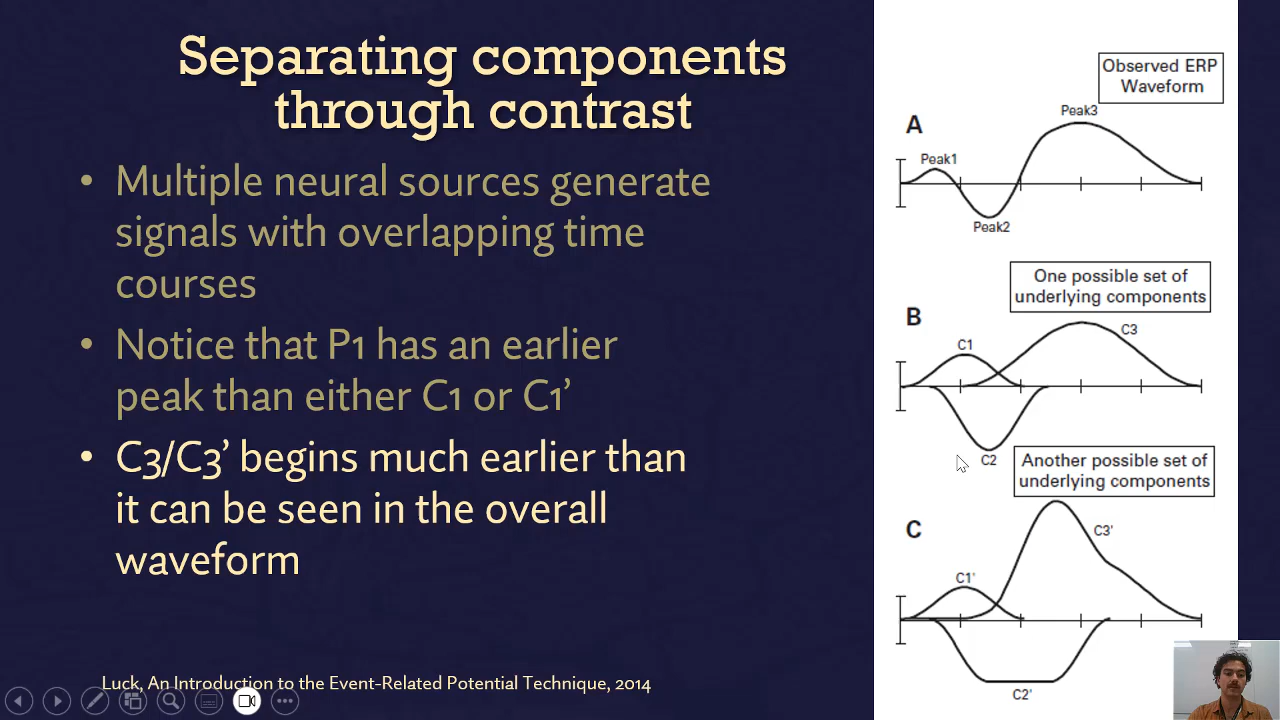 Separating components
through contrast
• Multiple neural sources generate
signals with overlapping time
courses
• Notice that P1 has an earlier
peak than either C1 or C1’
• C3/C3’ begins much earlier than
it can be seen in the overall
waveform
Luck, An Introduction to the Event-Related Potential Technique, 2014
Observed ERP
Waveform
A
Peak1
Peak2
Peak3
One possible set of
underlying components
B
C1
C3
C2
Another possible set of
underlying components
C
C3'
C1'
C2'